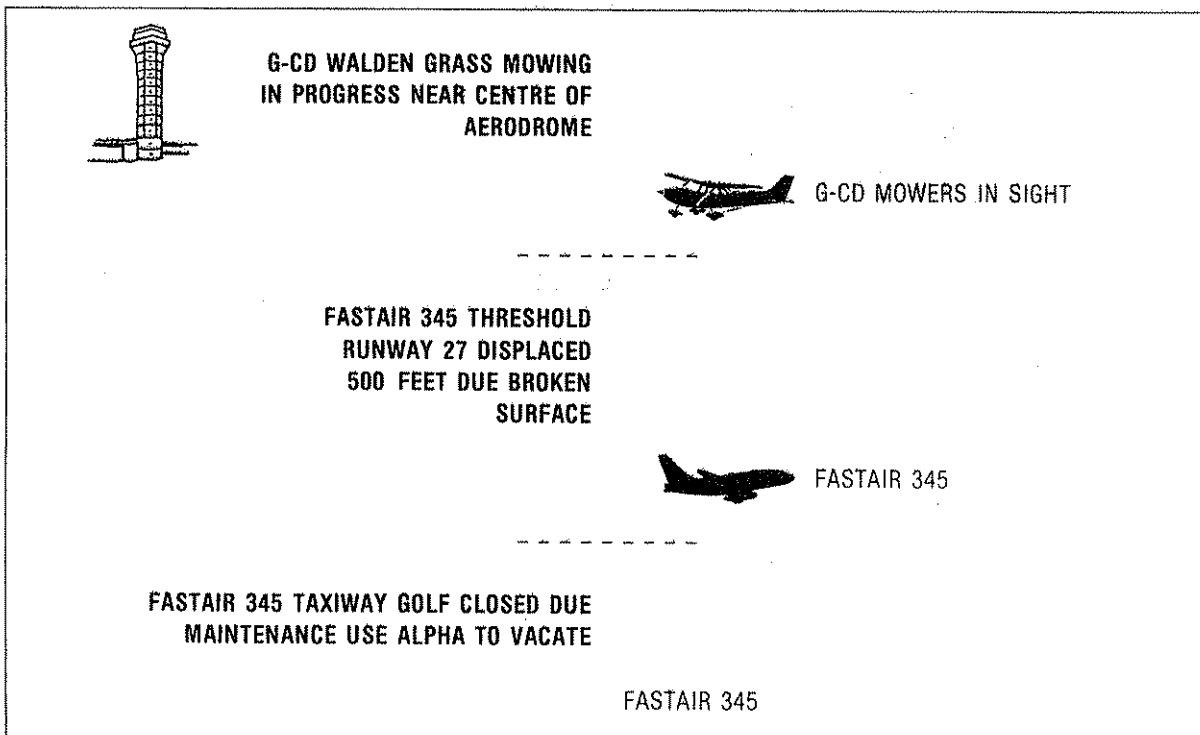 G-CD WALDEN GRASS MOWING
IN PROGRESS NEAR CENTRE OF
AERODROME
G-CD MOWERS IN SIGHT
FASTAIR 345 THRESHOLD
RUNWAY 27 DISPLACED
500 FEET DUE BROKEN
SURFACE
FASTAIR 345
FASTAIR 345 TAXIWAY GOLF CLOSED DUE
MAINTENANCE USE ALPHA TO VACATE
FASTAIR 345